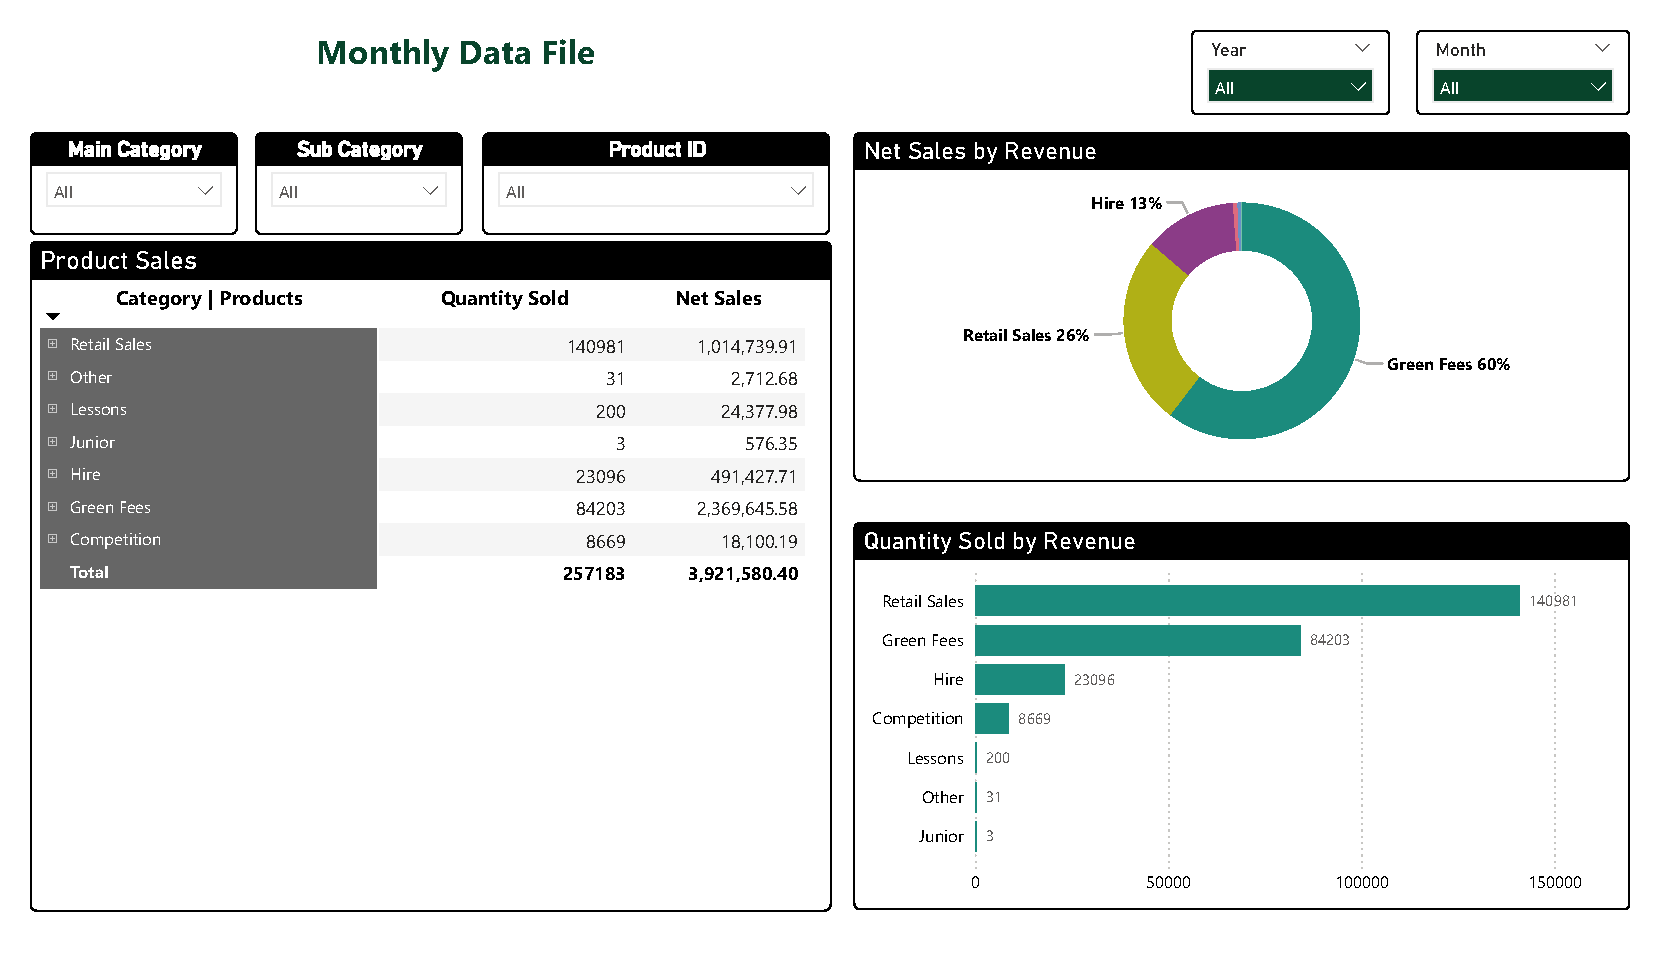 Monthly Data File
Year
All
Month
All
Main Category
All
Sub Category
All
Product ID
All
Product Sales
Category | Products Quantity Sold Net Sales
Retail Sales 140981 1,014,739.91
Other 31 2,712.68
Lessons 200 24,377.98
Junior 3 576.35
Hire 23096 491,427.71
Green Fees 84203 2,369,645.58
Competition 8669 18,100.19
Total 257183 3,921,580.40
Net Sales by Revenue
Hire 13%
Retail Sales 26%
Green Fees 60%
Quantity Sold by Revenue
Retail Sales 140981
Green Fees 84203
Hire 23096
Competition 8669
Lessons 200
Other 31
Junior 3
0 50000 100000 150000